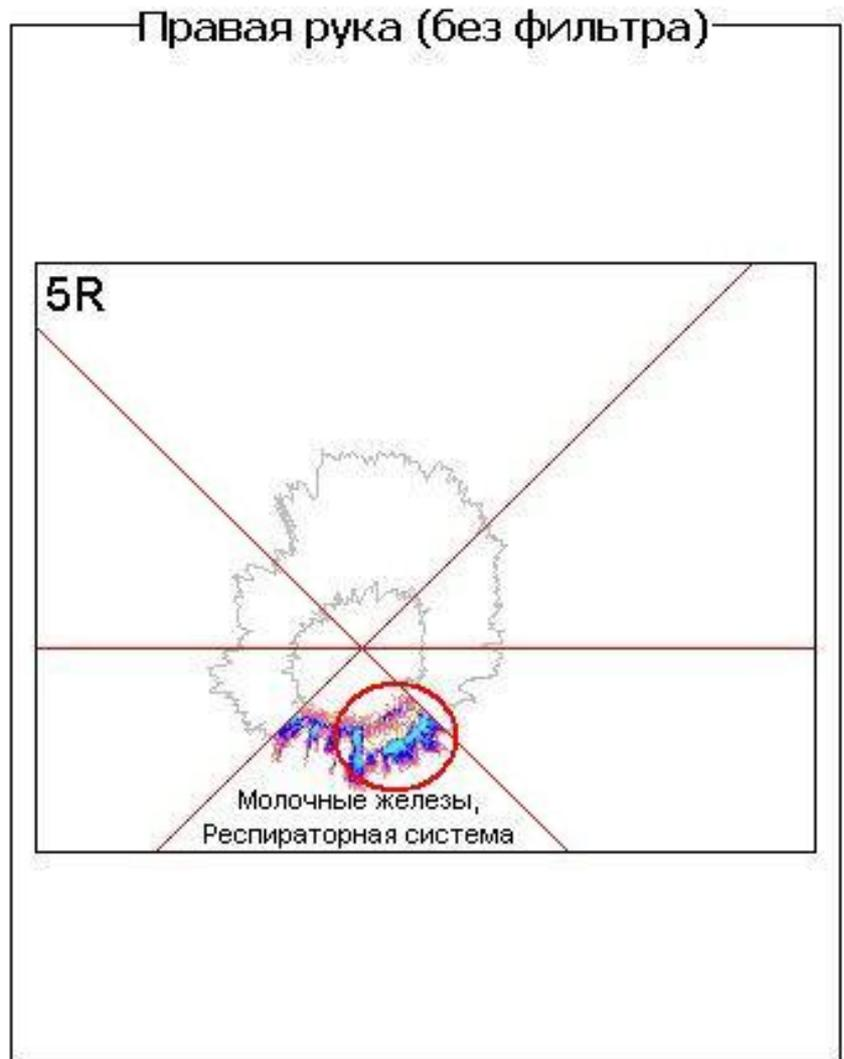 Правая рука (без фильтра)
5R
Молочные железы,
Респираторная система